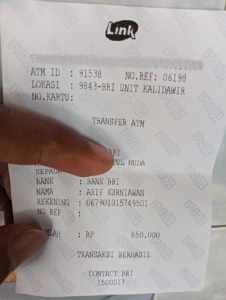 Link
ATM ID : 91538 NO.REF: 06198
LOKASI : 9843-BRI UNIT KALIDAWIR
NO.KARTU:
TRANSFER ATM
BRI
HUDA
KEPADA
BANK : BANK BRI
NAMA : ARIF KURNIAWAN
REKENING : 067901015749501
NO REF :
JUMLAH : RP 850,000
TRANSAKSI BERHASIL
CONTACT BRI
1500017